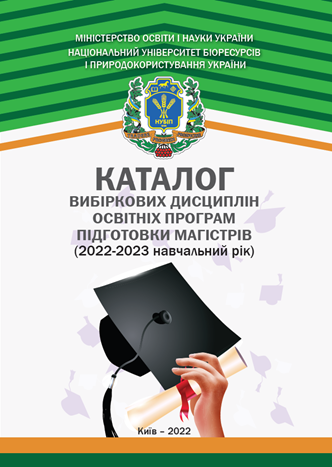 МІНІСТЕРСТВО ОСВІТИ І НАУКИ УКРАЇНИ
НАЦІОНАЛЬНИЙ УНІВЕРСИТЕТ БІОРЕСУРСІВ
І ПРИРОДОКОРИСТУВАННЯ УКРАЇНИ
НУБІП
КАТАЛОГ
ВИБІРКОВИХ ДИСЦИПЛІН
ОСВІТНІХ ПРОГРАМ
ПІДГОТОВКИ МАГІСТРІВ
(2022-2023 навчальний рік)
Київ – 2022